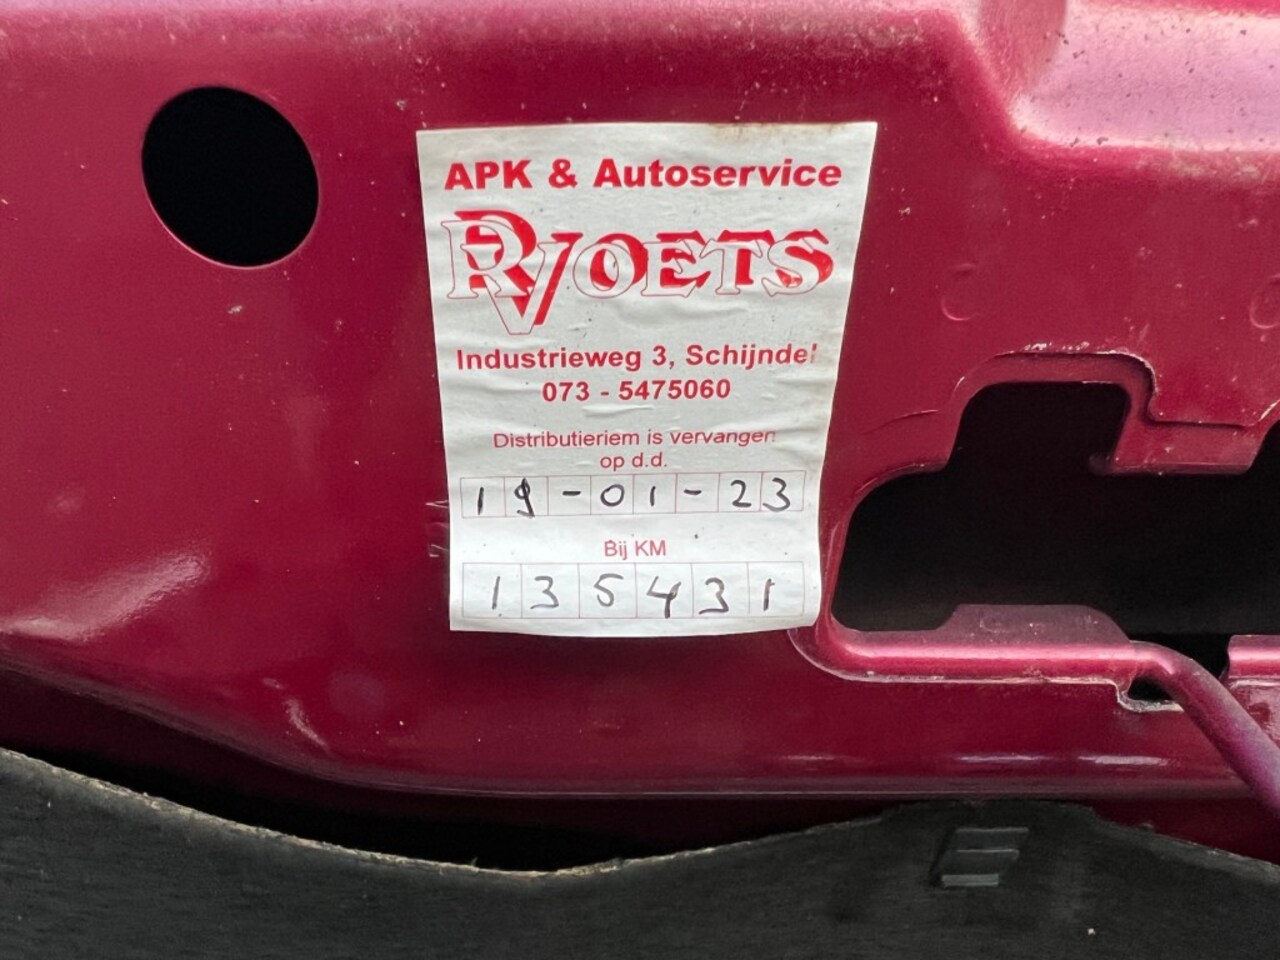 APK & Autoservice
RVOETS
Industrieweg 3, Schijndel
073 - 5475060
Distributieriem is vervangen
op d.d.
19-01-23
Bij KM
135431